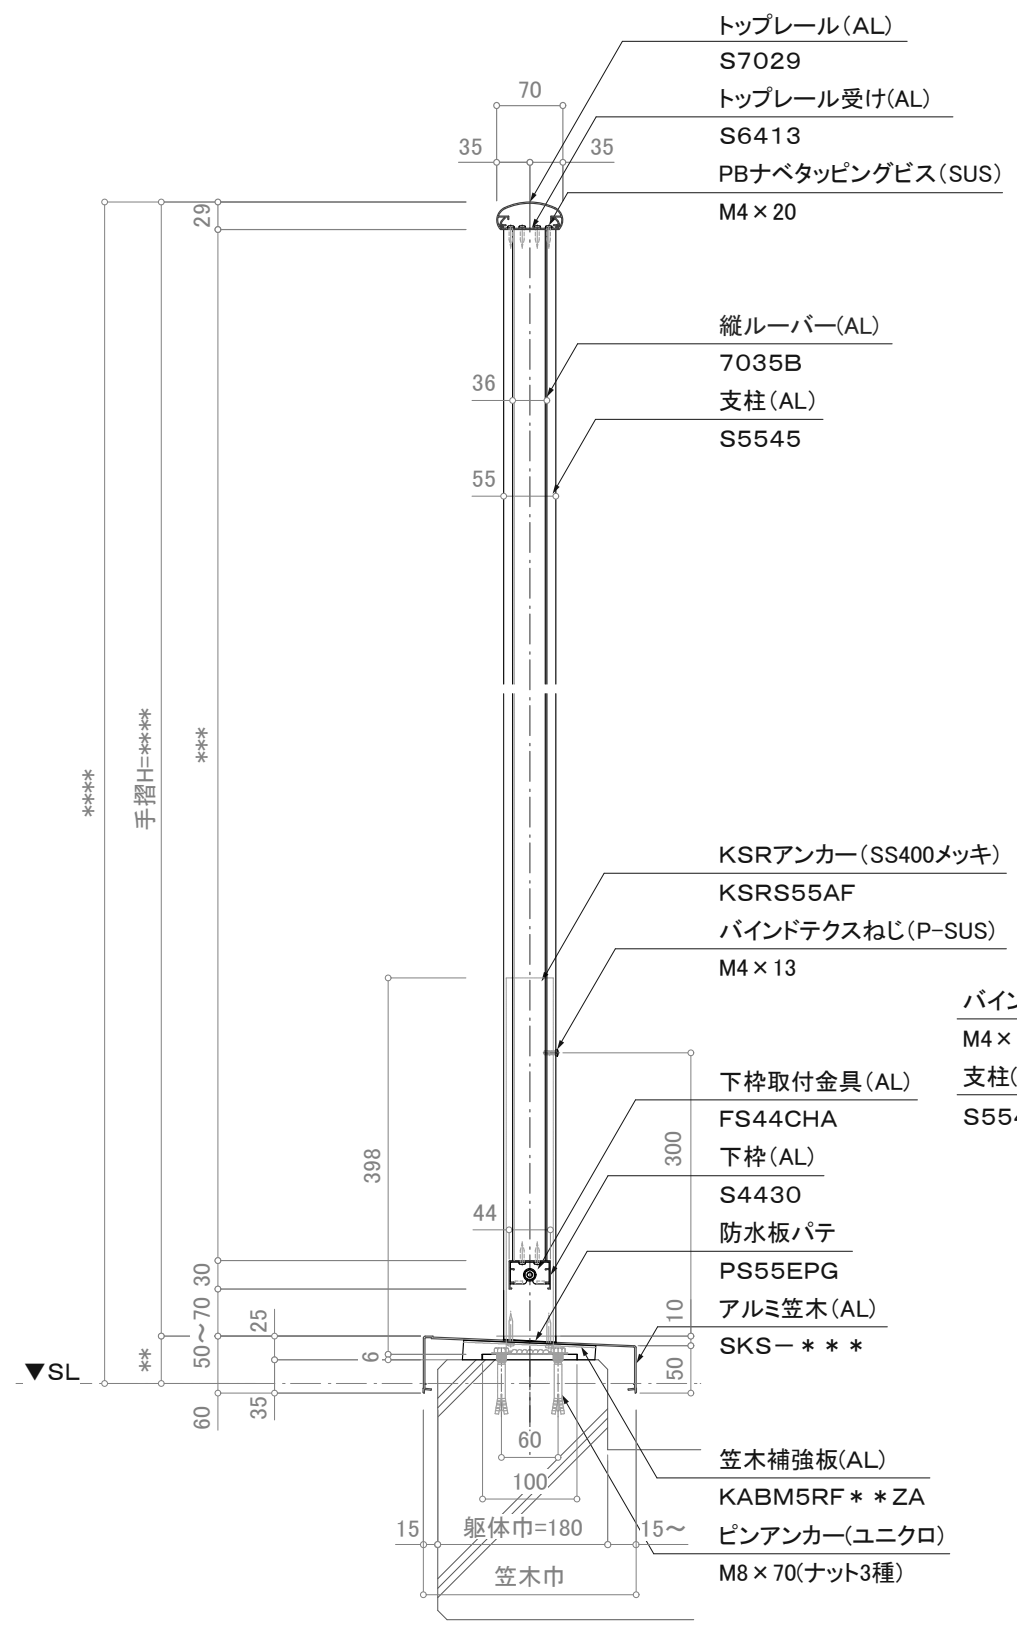 トップレール(AL)
S7029
トップレール受け(AL)
S6413
PBナベタッピングビス(SUS)
M4×20
70
35
35
29
縦ルーバー(AL)
7035B
支柱(AL)
S5545
36
55
****
手摺H=****
***
KSRアンカー(SS400メッキ)
KSRS55AF
バインドテクスねじ(P-SUS)
M4×13
バイン
M4×
支柱(
S554
下枠取付金具(AL)
FS44CHA
下枠(AL)
S4430
防水板パテ
PS55EPG
アルミ笠木(AL)
SKS-***
398
300
44
30
50~70
25
6
10
50
**
▼SL
60
35
60
100
笠木補強板(AL)
KABM5RF**ZA
ピンアンカー(ユニクロ)
M8×70(ナット3種)
15
躯体巾=180
15~
笠木巾